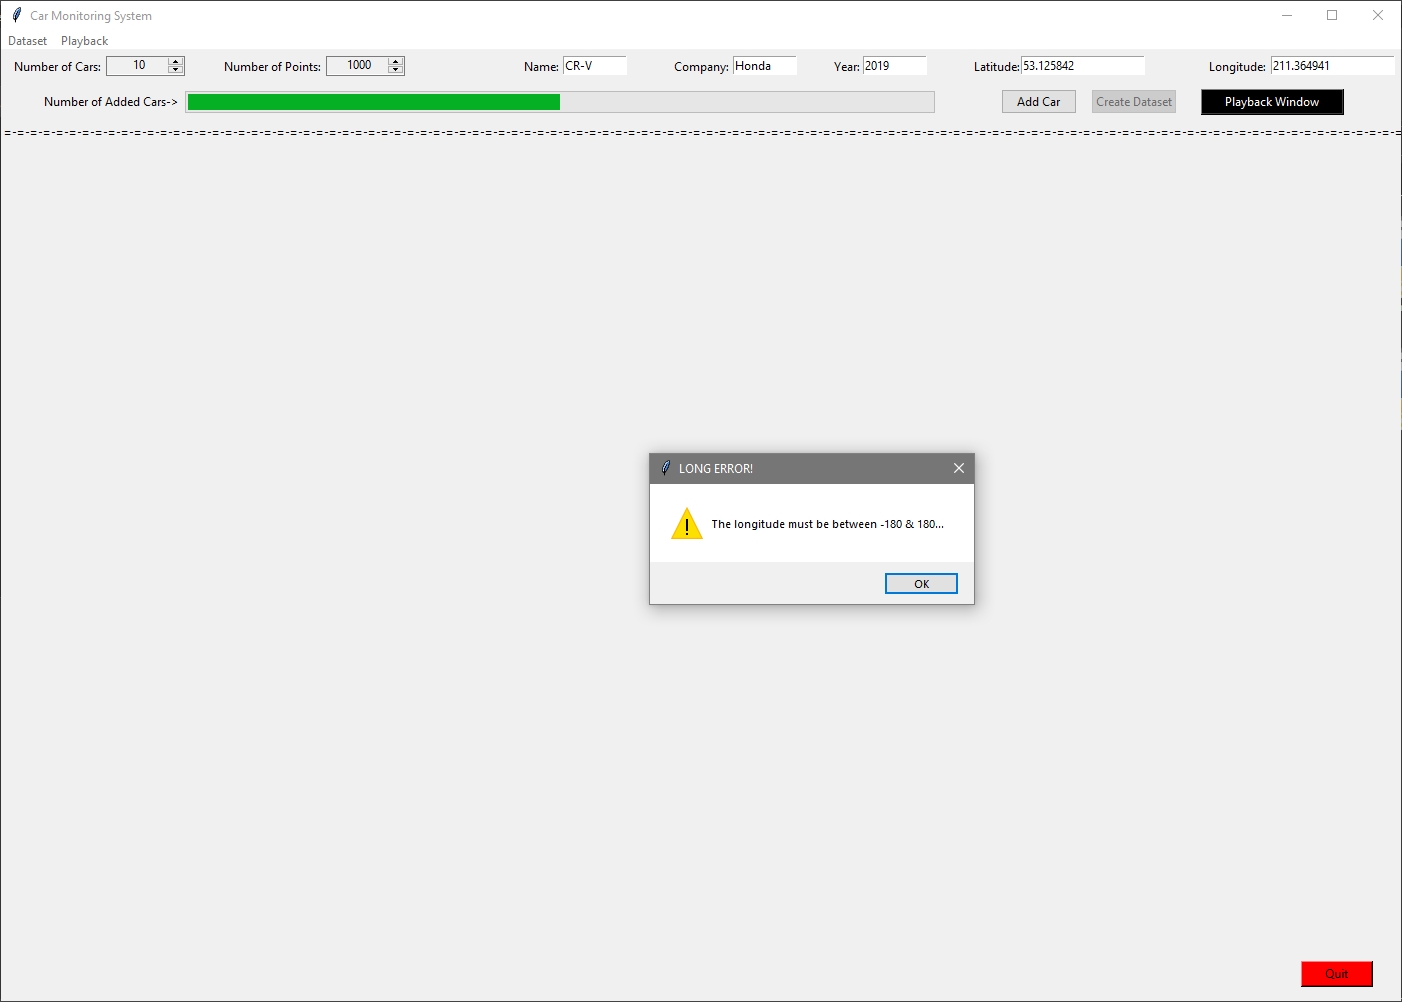 Car Monitoring System
Dataset Playback
Number of Cars: 10 Number of Points: 1000 Name: CR-V Company: Honda Year: 2019 Latitude: 53.125842 Longitude: 211.364941
Number of Added Cars-> Add Car Create Dataset Playback Window
=-=-=-=-=-=-=-=-=-=-=-=-=-=-=-=-=-=-=-=-=-=-=-=-=-=-=-=-=-=-=-=-=-=-=-=-=-=-=-=-=-=-=-=-=-=-=-=-=-=-=-=-=-=-=-=-=-=-=-=-=-=-=-=-=-=-=-=-=-=-=-=-=-=-=-=-=-=-=-=-=-=-=-=-=-=-=-=-=-=-=-=-=-=-=-=-=-=-=-=-=-=-=-=-=-=-=-=
LONG ERROR!
The longitude must be between -180 & 180...
OK
Quit